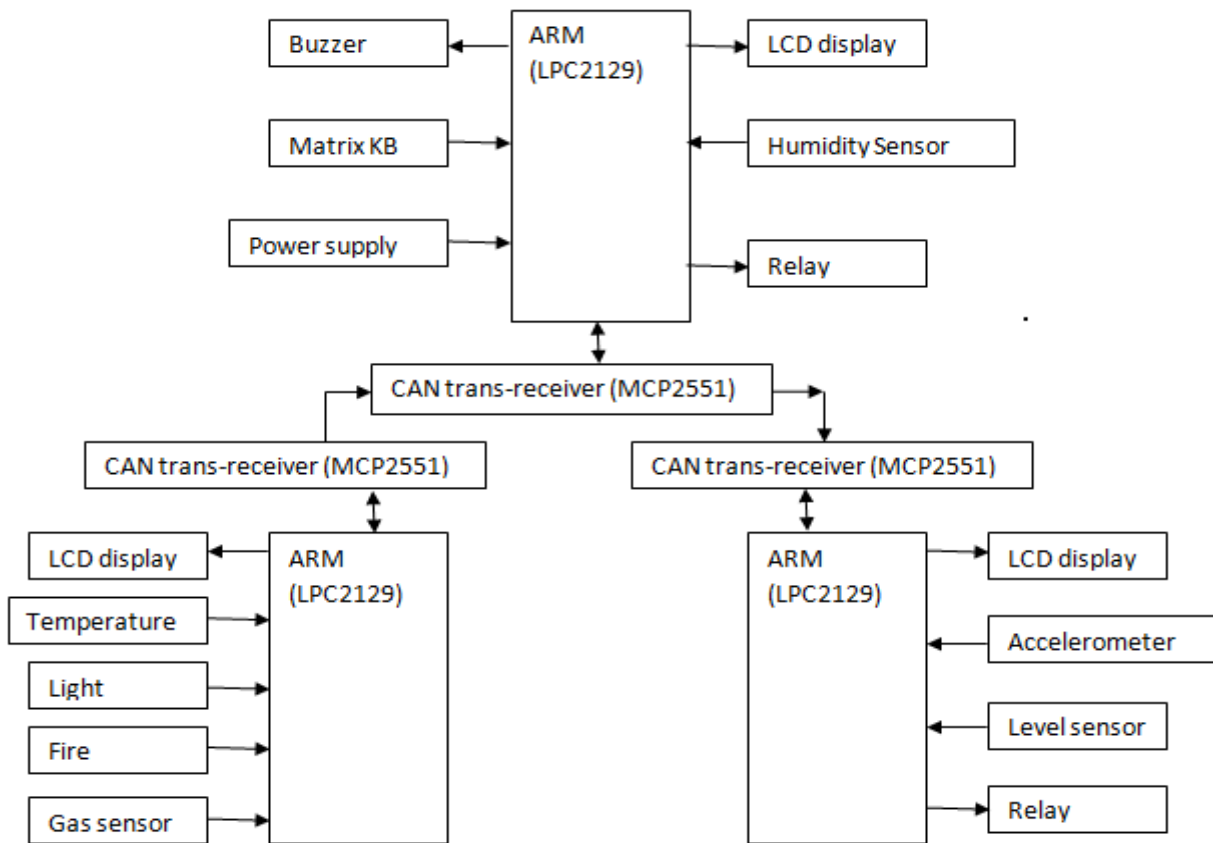 Buzzer
ARM
(LPC2129)
LCD display
Matrix KB
Humidity Sensor
Power supply
Relay
CAN trans-receiver (MCP2551)
CAN trans-receiver (MCP2551)
CAN trans-receiver (MCP2551)
LCD display
ARM
(LPC2129)
Temperature
Light
Fire
Gas sensor
ARM
(LPC2129)
LCD display
Accelerometer
Level sensor
Relay